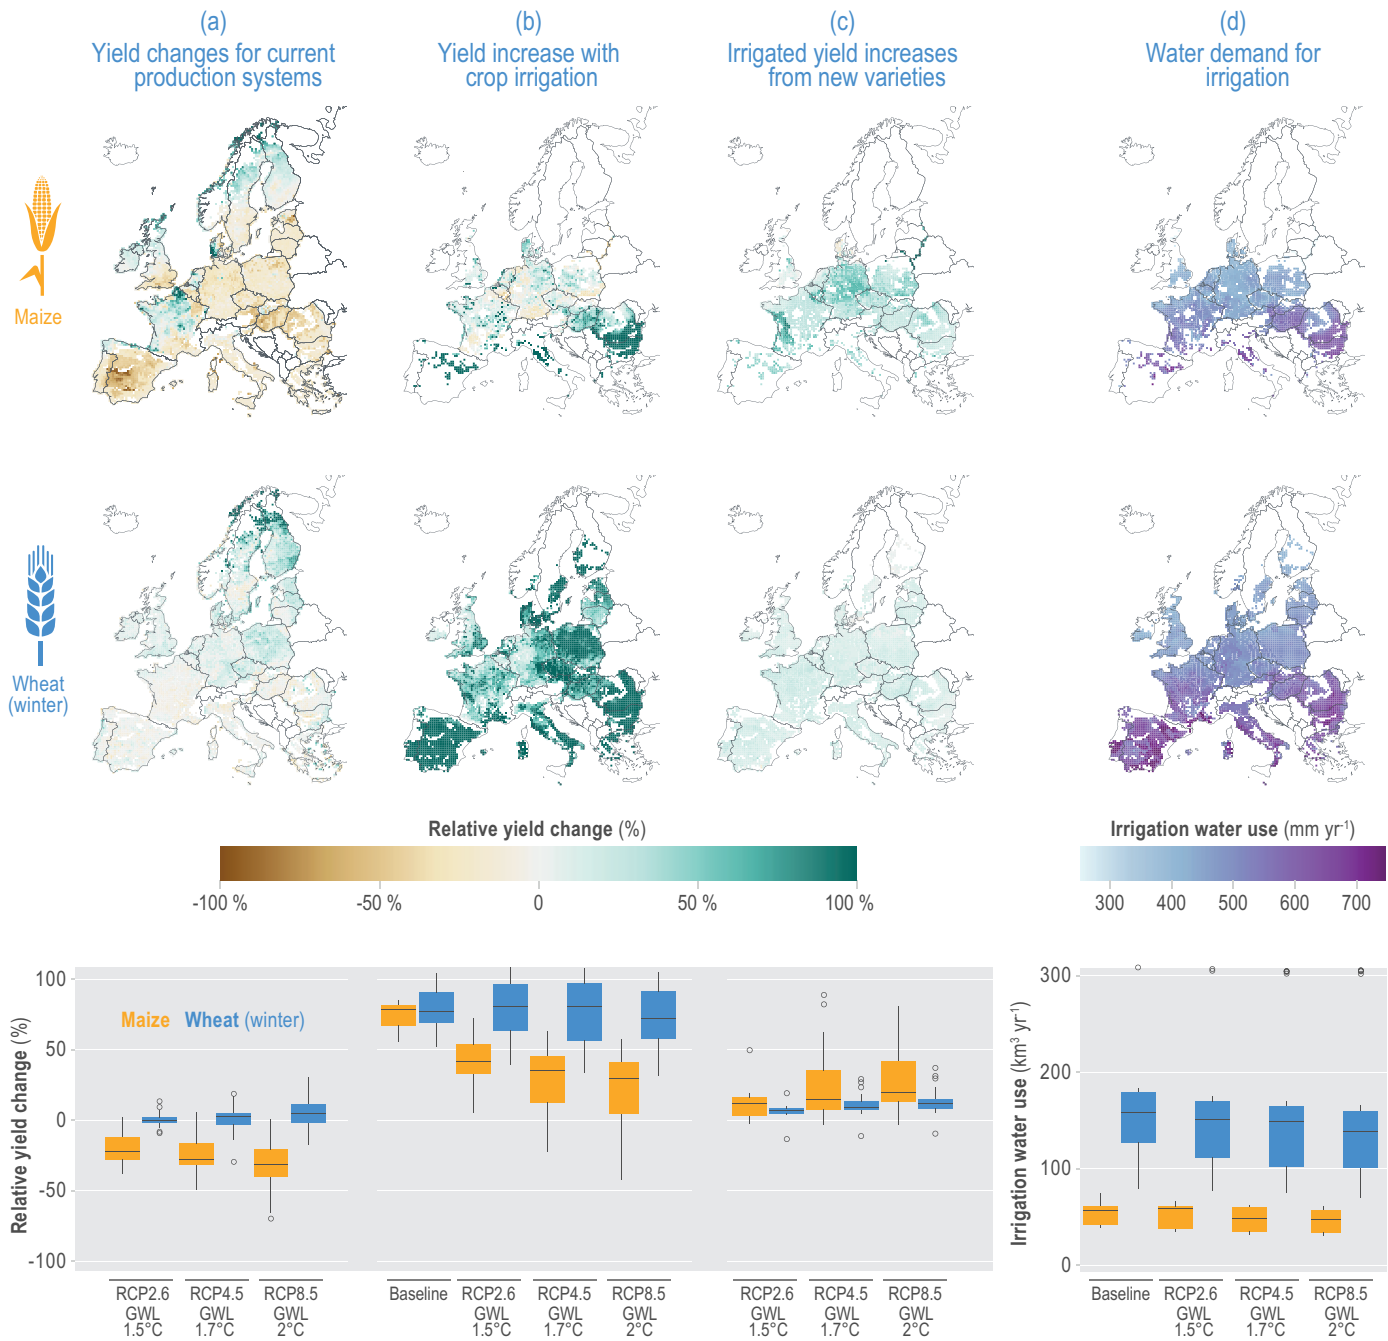 (a)
Yield changes for current
production systems
(b)
Yield increase with
crop irrigation
(c)
Irrigated yield increases
from new varieties
(d)
Water demand for
irrigation
Maize
Wheat
(winter)
Relative yield change (%)
-100 %
-50 %
0
50 %
100 %
Irrigation water use (mm yr⁻¹)
300
400
500
600
700
Relative yield change (%)
100
50
0
-50
-100
Maize Wheat (winter)
RCP2.6
GWL
1.5°C
RCP4.5
GWL
1.7°C
RCP8.5
GWL
2°C
Baseline
RCP2.6
GWL
1.5°C
RCP4.5
GWL
1.7°C
RCP8.5
GWL
2°C
RCP2.6
GWL
1.5°C
RCP4.5
GWL
1.7°C
RCP8.5
GWL
2°C
Irrigation water use (km³ yr⁻¹)
300
200
100
0
Baseline
RCP2.6
GWL
1.5°C
RCP4.5
GWL
1.7°C
RCP8.5
GWL
2°C